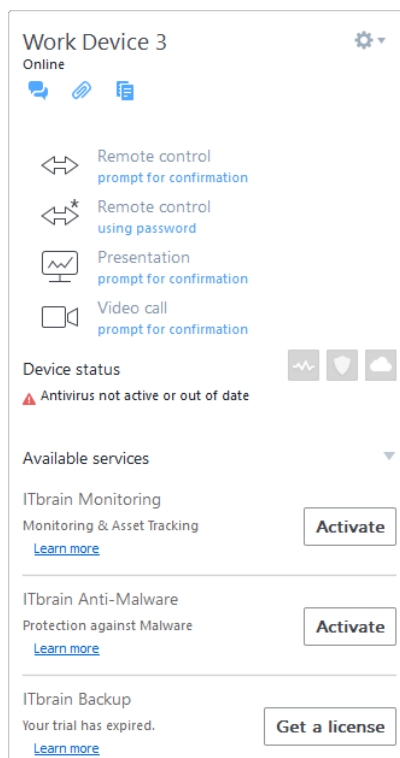 Work Device 3
Online
Remote control
prompt for confirmation
Remote control
using password
Presentation
prompt for confirmation
Video call
prompt for confirmation
Device status
Antivirus not active or out of date
Available services
ITbrain Monitoring
Monitoring & Asset Tracking
Activate
Learn more
ITbrain Anti-Malware
Protection against Malware
Activate
Learn more
ITbrain Backup
Your trial has expired.
Get a license
Learn more